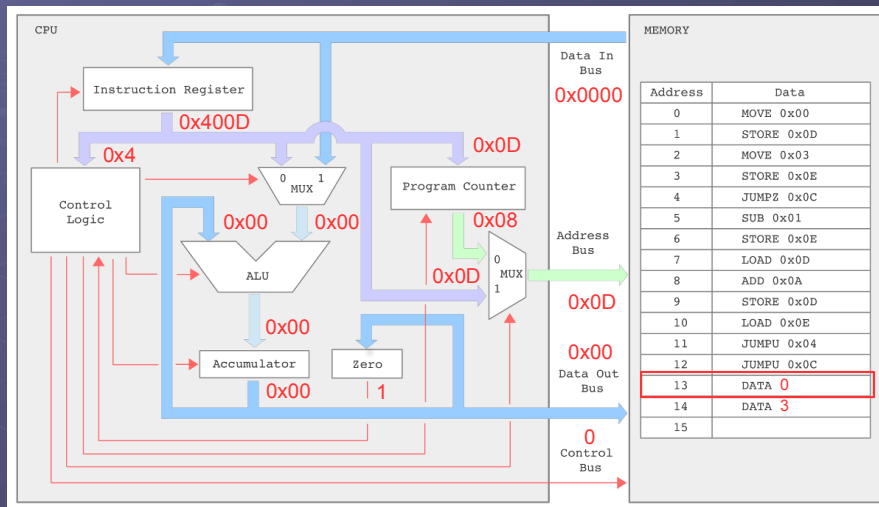 CPU
Instruction Register
0x400D
0x4
0x0D
Control
Logic
0 1
MUX
Program Counter
0x00
0x00
0x08
ALU
0x0D
0
MUX
1
0x00
Accumulator
Zero
0x00
1
Data In
Bus
0x0000
Address
Bus
0x0D
0x00
Data Out
Bus
0
Control
Bus
MEMORY
Address Data
0 MOVE 0x00
1 STORE 0x0D
2 MOVE 0x03
3 STORE 0x0E
4 JUMPZ 0x0C
5 SUB 0x01
6 STORE 0x0E
7 LOAD 0x0D
8 ADD 0x0A
9 STORE 0x0D
10 LOAD 0x0E
11 JUMPU 0x04
12 JUMPU 0x0C
13 DATA 0
14 DATA 3
15